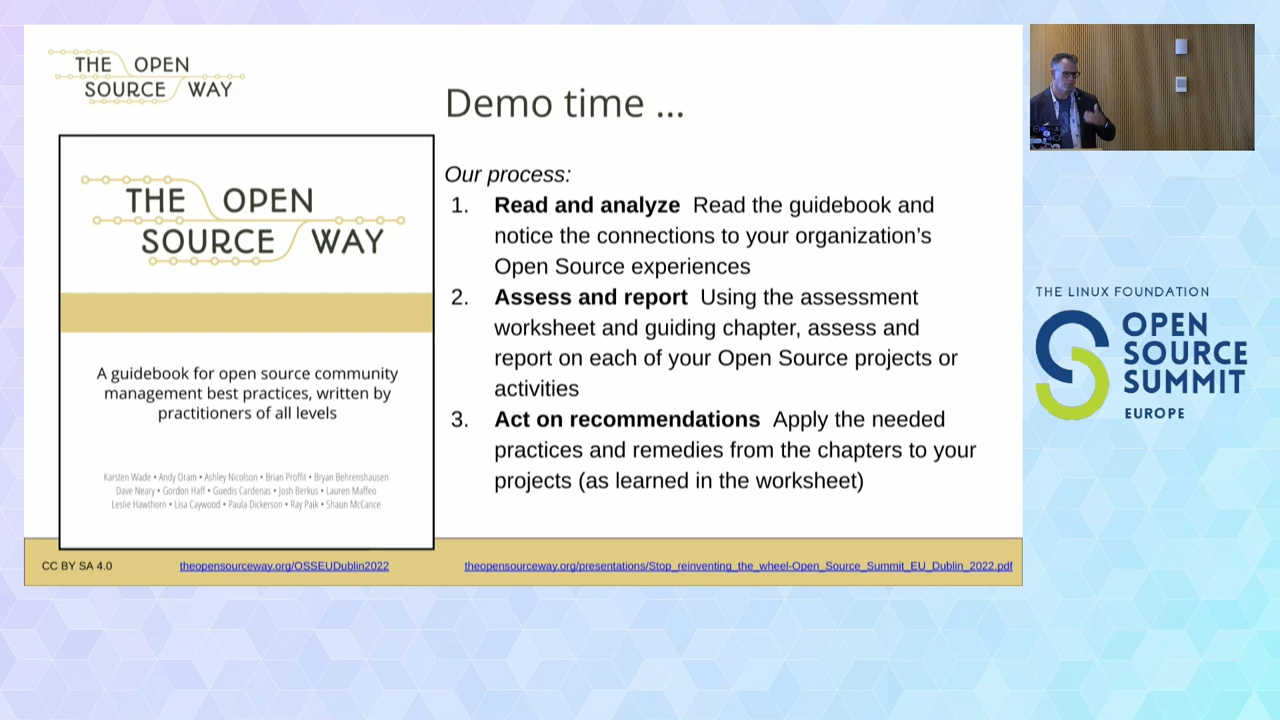 THE OPEN
SOURCE WAY
Demo time ...
THE OPEN
SOURCE WAY
A guidebook for open source community
management best practices, written by
practitioners of all levels
Karsten Wade • Andy Oram • Ashley Nicolson • Brian Proffit • Bryan Behrenshausen
Dave Neary • Gordon Haff • Guedis Cardenas • Josh Berkus • Lauren Maffeo
Leslie Hawthorn • Lisa Caywood • Paula Dickerson • Ray Paik • Shaun McCance
Our process:
1. Read and analyze Read the guidebook and
notice the connections to your organization’s
Open Source experiences
2. Assess and report Using the assessment
worksheet and guiding chapter, assess and
report on each of your Open Source projects or
activities
3. Act on recommendations Apply the needed
practices and remedies from the chapters to your
projects (as learned in the worksheet)
CC BY SA 4.0
theopensourceway.org/OSSEUDublin2022
theopensourceway.org/presentations/Stop_reinventing_the_wheel-Open_Source_Summit_EU_Dublin_2022.pdf
THE LINUX FOUNDATION
OPEN
SOURCE
SUMMIT
EUROPE